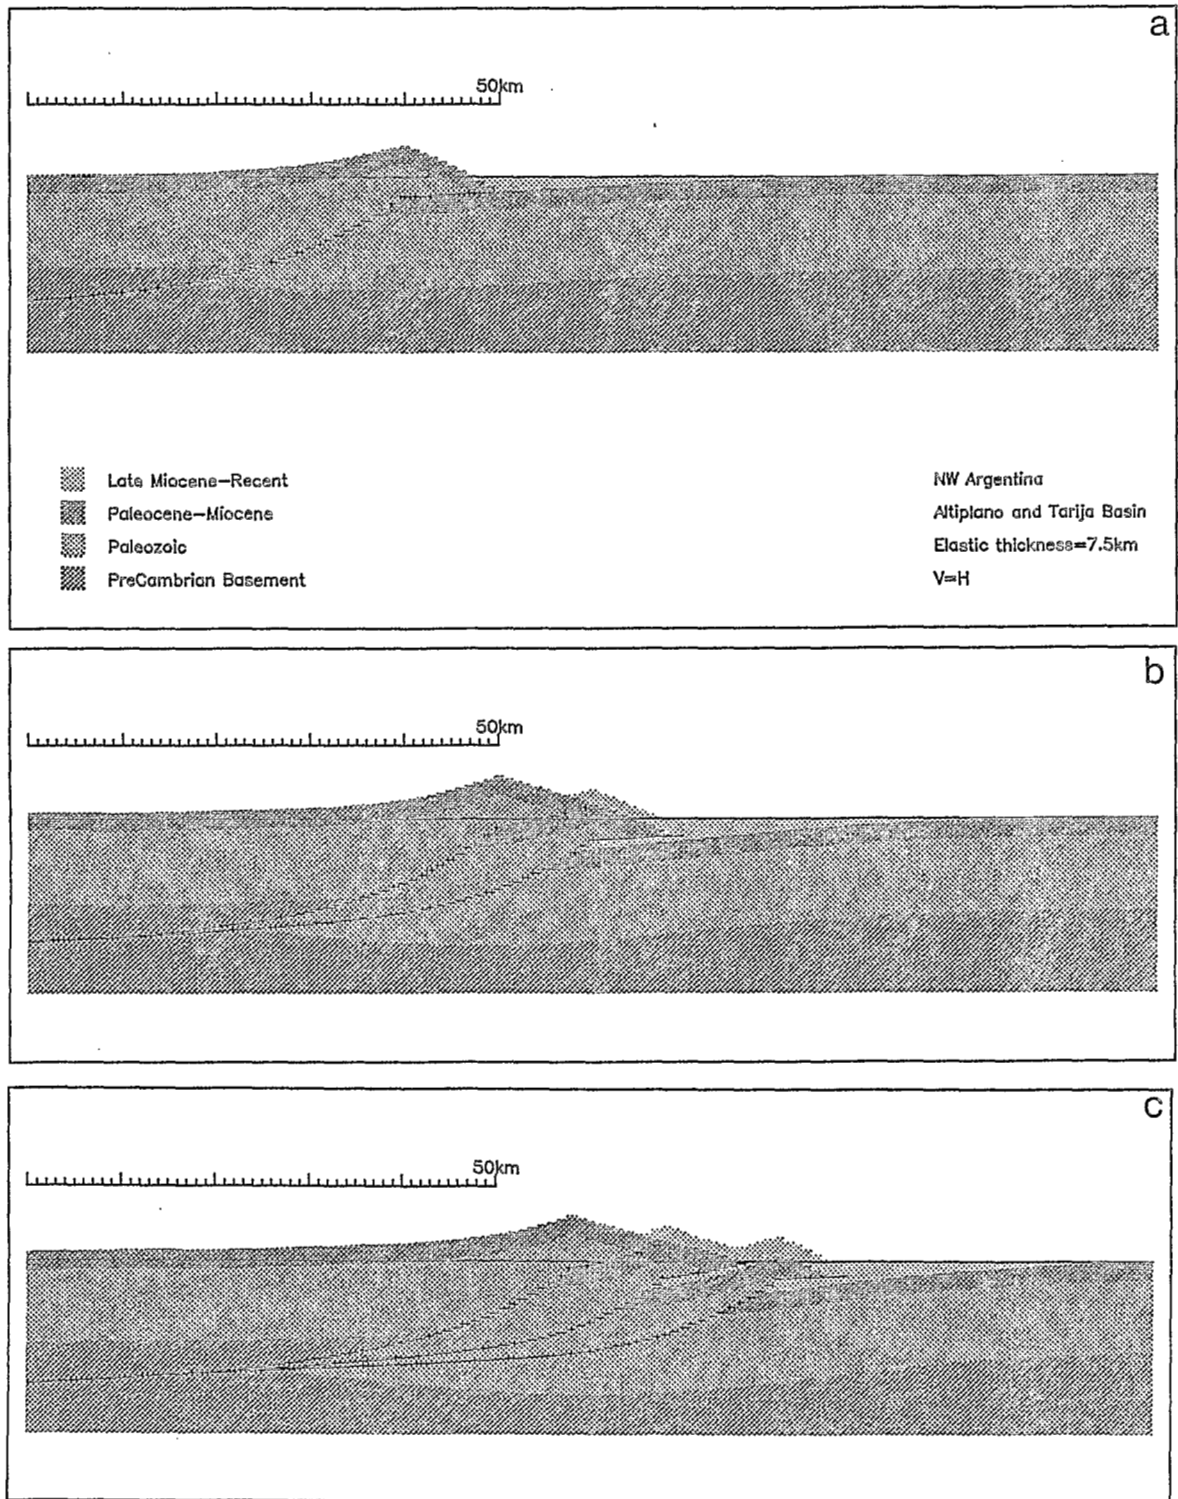 a
50km
Late Miocene-Recent
Paleocene-Miocene
Paleozoic
PreCambrian Basement
NW Argentina
Altiplano and Tarija Basin
Elastic thickness=7.5km
V=H
b
50km
c
50km